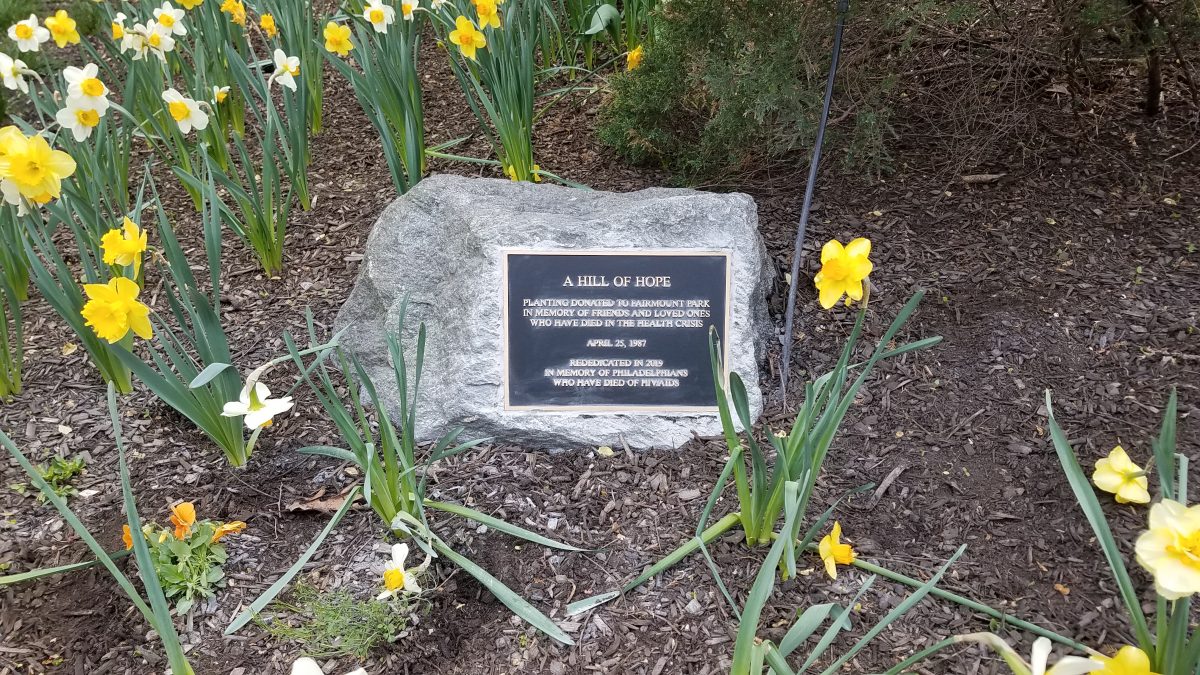 A HILL OF HOPE
PLANTING DONATED TO FAIRMOUNT PARK
IN MEMORY OF FRIENDS AND LOVED ONES
WHO HAVE DIED IN THE HEALTH CRISIS
APRIL 25, 1987
REDEDICATED IN 2019
IN MEMORY OF PHILADELPHIANS
WHO HAVE DIED OF HIV/AIDS